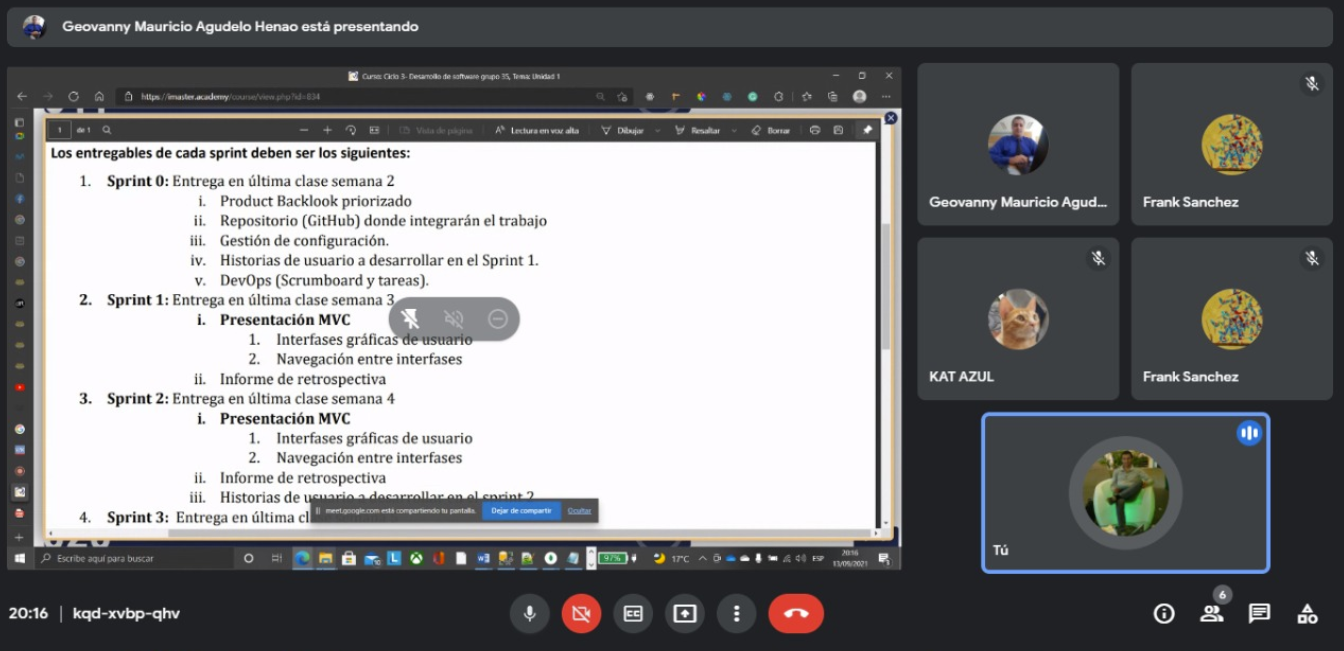 Geovanny Mauricio Agudelo Henao está presentando
Curso: Ciclo 3- Desarrollo de software grupo 35, Tema: Unidad 1
https://imaster.academy/course/view.php?id=834
1 de 1
Vista de página
Lectura en voz alta
Dibujar
Resaltar
Borrar
Los entregables de cada sprint deben ser los siguientes:
1. Sprint 0: Entrega en última clase semana 2
i. Product Backlook priorizado
ii. Repositorio (GitHub) donde integrarán el trabajo
iii. Gestión de configuración.
iv. Historias de usuario a desarrollar en el Sprint 1.
v. DevOps (Scrumboard y tareas).
2. Sprint 1: Entrega en última clase semana 3
i. Presentación MVC
1. Interfases gráficas de usuario
2. Navegación entre interfases
ii. Informe de retrospectiva
3. Sprint 2: Entrega en última clase semana 4
i. Presentación MVC
1. Interfases gráficas de usuario
2. Navegación entre interfases
ii. Informe de retrospectiva
iii. Historias de usuario a desarrollar en el sprint 2
4. Sprint 3: Entrega en última cl
meet.google.com está compartiendo tu pantalla.
Dejar de compartir
Ocultar
Escribe aquí para buscar
97%
17°C
ESP
20:16
13/09/2021
Geovanny Mauricio Agud...
Frank Sanchez
KAT AZUL
Frank Sanchez
Tú
20:16 | kqd-xvbp-qhv
6